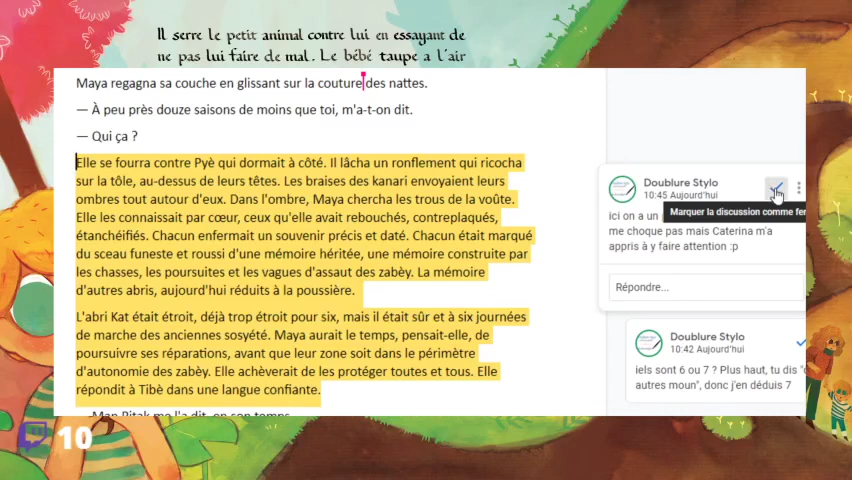 Il serre le petit animal contre lui en essayant de
ne pas lui faire de mal. Le bébé taupe a l'air
Maya regagna sa couche en glissant sur la couture des nattes.
— À peu près douze saisons de moins que toi, m'a-t-on dit.
— Qui ça ?
Elle se fourra contre Pyè qui dormait à côté. Il lâcha un ronflement qui ricocha
sur la tôle, au-dessus de leurs têtes. Les braises des kanari envoyaient leurs
ombres tout autour d'eux. Dans l'ombre, Maya chercha les trous de la voûte.
Elle les connaissait par cœur, ceux qu'elle avait rebouchés, contreplaqués,
étanchéifiés. Chacun enfermait un souvenir précis et daté. Chacun était marqué
du sceau funeste et roussi d'une mémoire héritée, une mémoire construite par
les chasses, les poursuites et les vagues d'assaut des zabèy. La mémoire
d'autres abris, aujourd'hui réduits à la poussière.
L'abri Kat était étroit, déjà trop étroit pour six, mais il était sûr et à six journées
de marche des anciennes sosyété. Maya aurait le temps, pensait-elle, de
poursuivre ses réparations, avant que leur zone soit dans le périmètre
d'autonomie des zabèy. Elle achèverait de les protéger toutes et tous. Elle
répondit à Tibè dans une langue confiante.
Man Pitak me l'a dit, en son temps
Doublure Stylo
10:45 Aujourd'hui
Marquer la discussion comme fer
ici on a un
me choque pas mais Caterina m'a
appris à y faire attention :p
Répondre...
Doublure Stylo
10:42 Aujourd'hui
iels sont 6 ou 7 ? Plus haut, tu dis "d
autres moun", donc j'en déduis 7
10